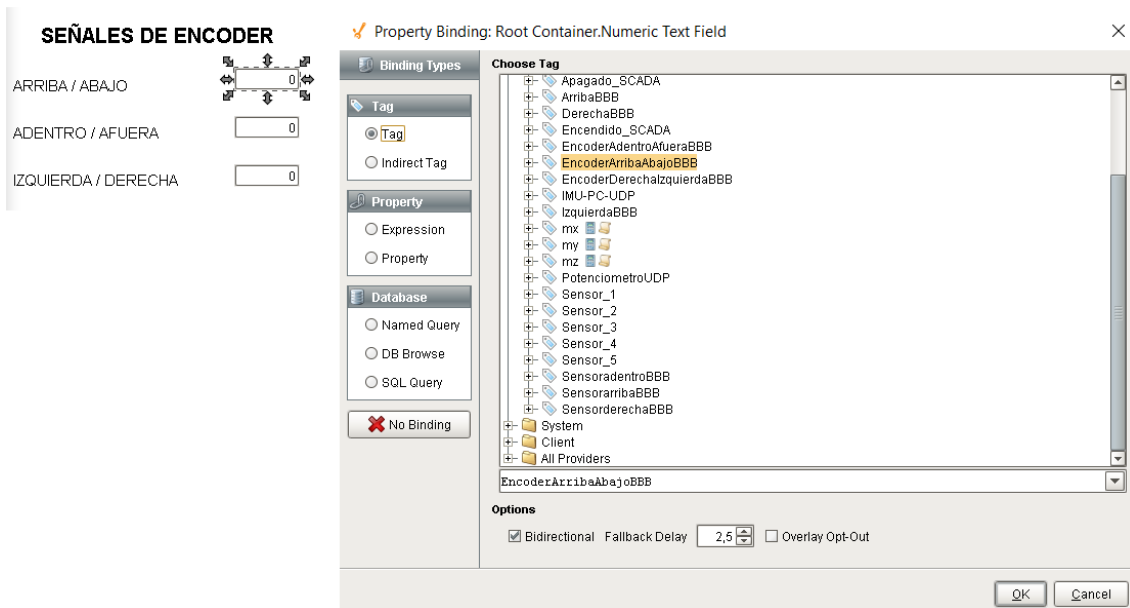 SEÑALES DE ENCODER
ARRIBA / ABAJO
0
ADENTRO / AFUERA
0
IZQUIERDA / DERECHA
0
Property Binding: Root Container.Numeric Text Field
Binding Types
Tag
Tag
Indirect Tag
Property
Expression
Property
Database
Named Query
DB Browse
SQL Query
No Binding
Choose Tag
Apagado_SCADA
ArribaBBB
DerechaBBB
Encendido_SCADA
EncoderAdentroAfueraBBB
EncoderArribaAbajoBBB
EncoderDerechaIzquierdaBBB
IMU-PC-UDP
IzquierdaBBB
mx
my
mz
PotenciometroUDP
Sensor_1
Sensor_2
Sensor_3
Sensor_4
Sensor_5
SensoradentroBBB
SensorarribaBBB
SensorderechaBBB
System
Client
All Providers
EncoderArribaAbajoBBB
Options
Bidirectional Fallback Delay 2,5 Overlay Opt-Out
OK Cancel